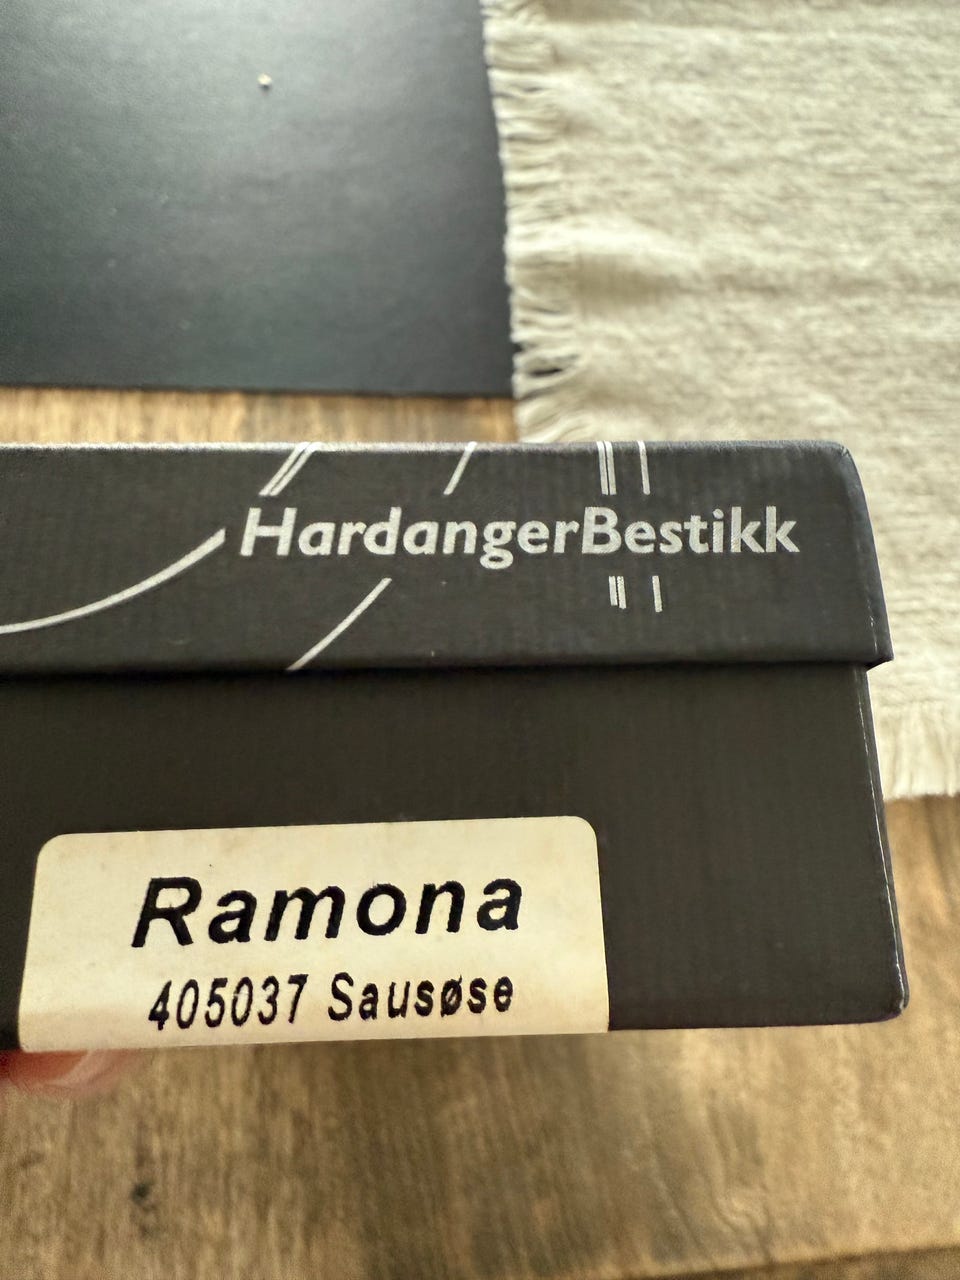 HardangerBestikk
Ramona
405037 Sausøse